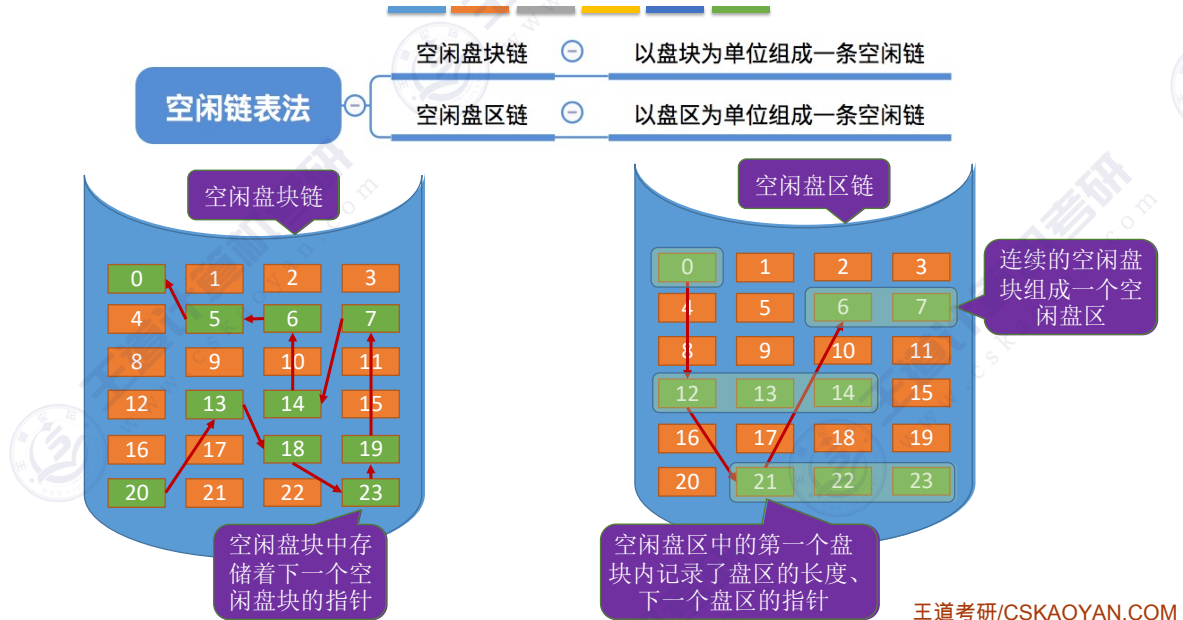 空闲盘块链 以盘块为单位组成一条空闲链
空闲链表法
空闲盘区链 以盘区为单位组成一条空闲链
空闲盘块链
0 1 2 3
4 5 6 7
8 9 10 11
12 13 14 15
16 17 18 19
20 21 22 23
空闲盘块中存
储着下一个空
闲盘块的指针
空闲盘区链
0 1 2 3
4 5 6 7
8 9 10 11
12 13 14 15
16 17 18 19
20 21 22 23
连续的空闲盘
块组成一个空
闲盘区
空闲盘区中的第一个盘
块内记录了盘区的长度、
下一个盘区的指针
王道考研/CSKAOYAN.COM